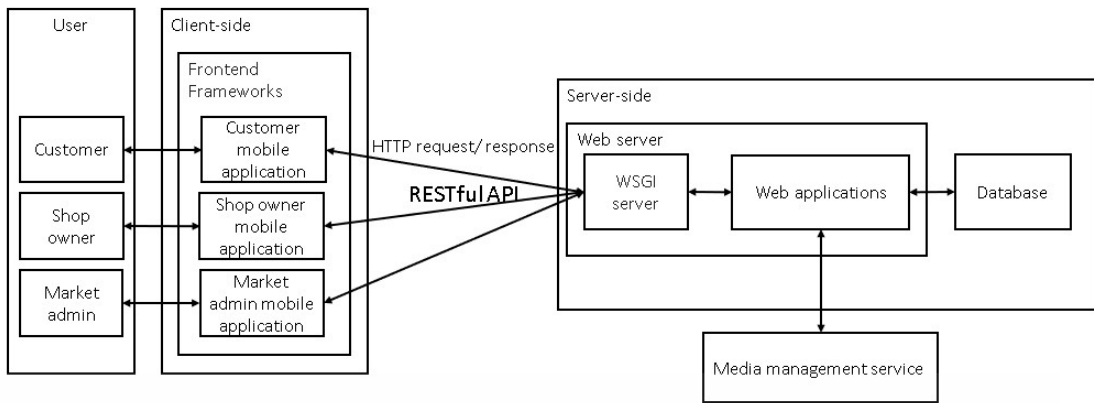 User
Customer
Shop
owner
Market
admin
Client-side
Frontend
Frameworks
Customer
mobile
application
Shop owner
mobile
application
Market
admin mobile
application
HTTP request/ response
RESTful API
Server-side
Web server
WSGI
server
Web applications
Database
Media management service